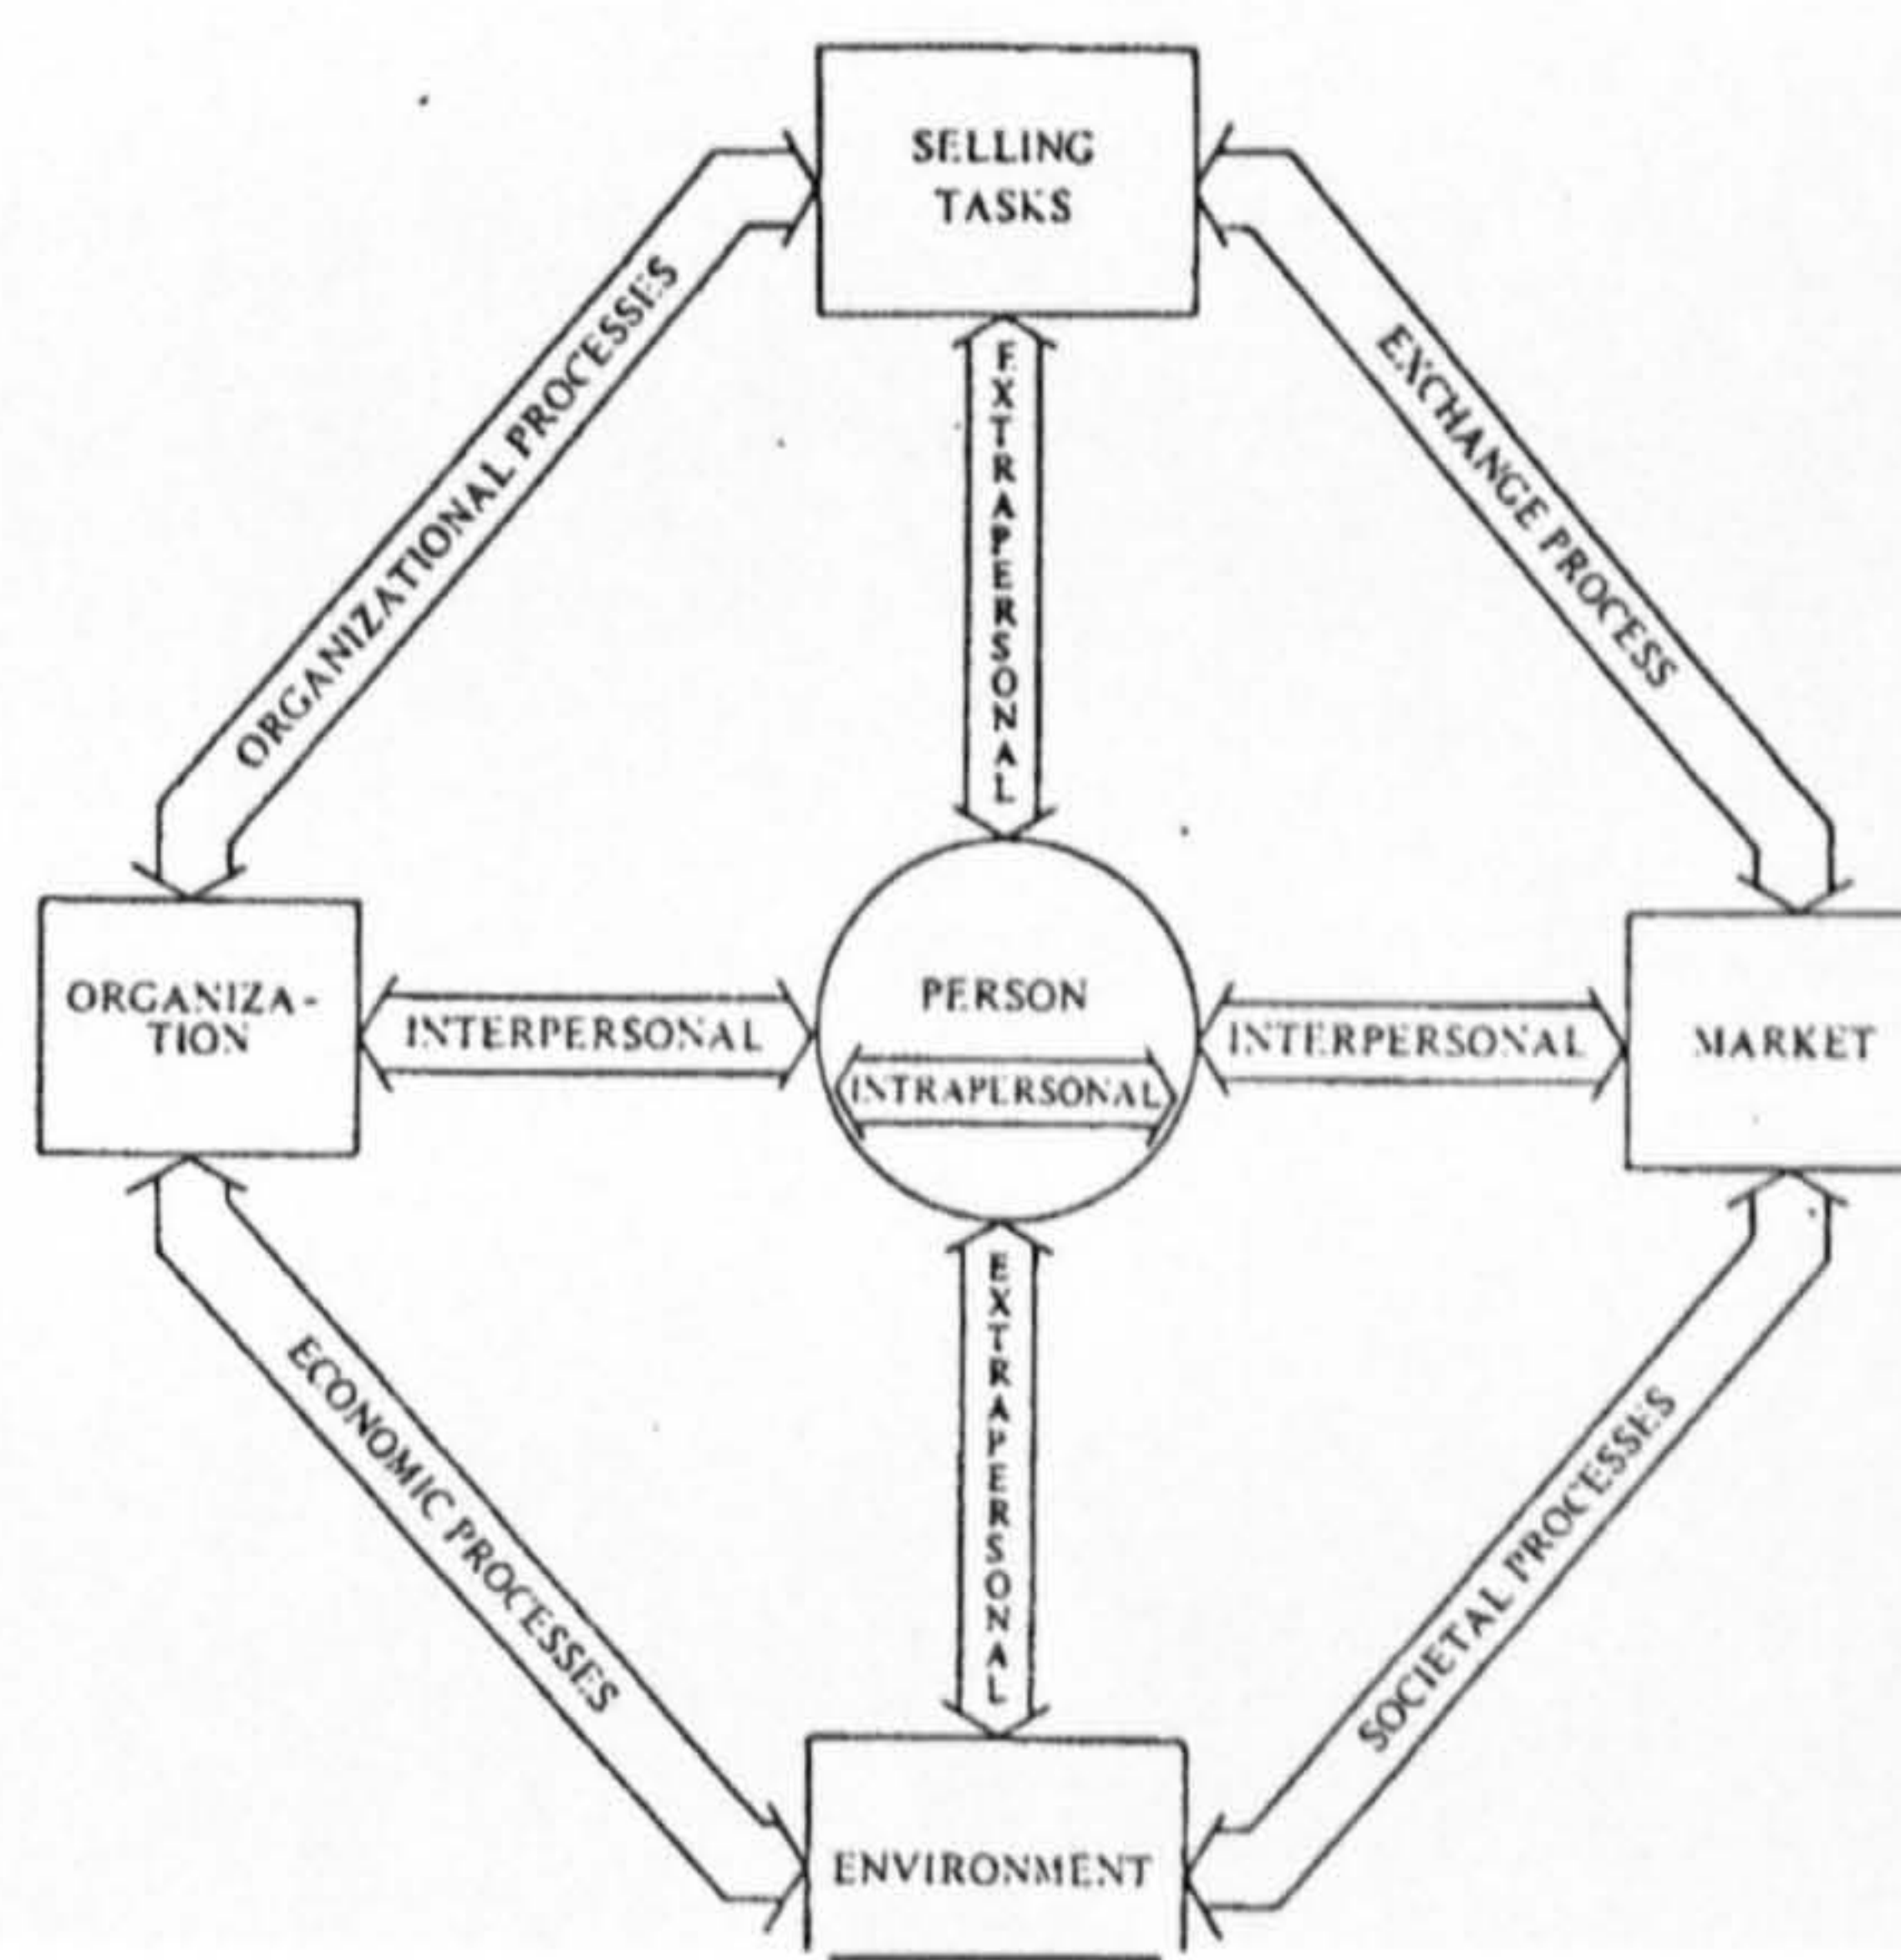 SELLING
TASKS
ORGANIZATIONAL PROCESSES
EXCHANGE PROCESS
EXTRAPERSONAL
ORGANIZA-
TION
INTERPERSONAL
PERSON
INTRAPERSONAL
INTERPERSONAL
MARKET
EXTRAPERSONAL
ECONOMIC PROCESSES
SOCIETAL PROCESSES
ENVIRONMENT